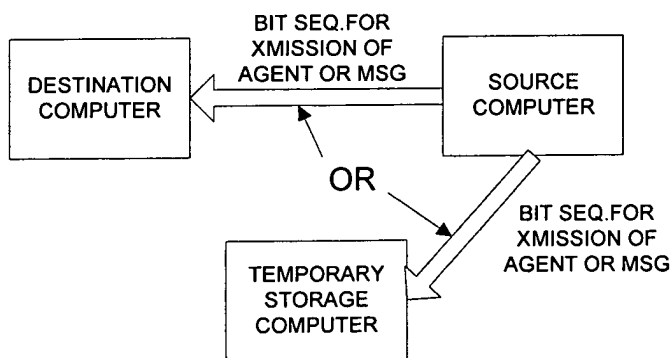 BIT SEQ.FOR
XMISSION OF
AGENT OR MSG
DESTINATION
COMPUTER
SOURCE
COMPUTER
OR
BIT SEQ.FOR
XMISSION OF
AGENT OR MSG
TEMPORARY
STORAGE
COMPUTER